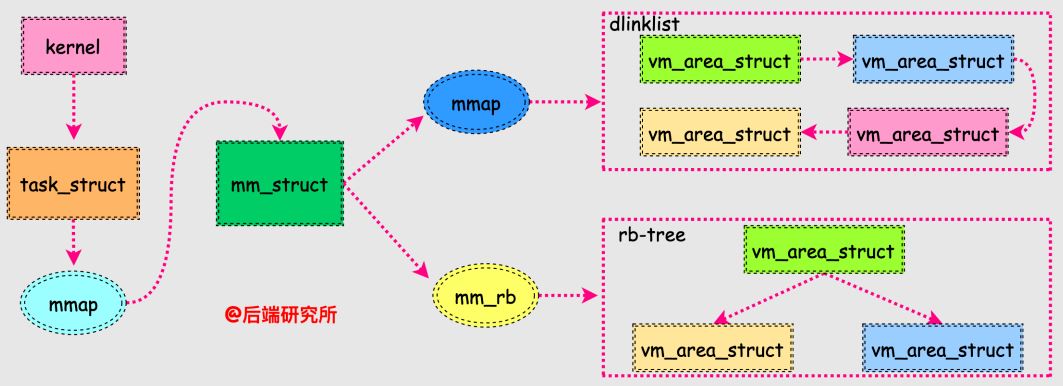 kernel
task_struct
mmap
mm_struct
mmap
mm_rb
dlinklist
vm_area_struct
vm_area_struct
vm_area_struct
vm_area_struct
rb-tree
vm_area_struct
vm_area_struct
vm_area_struct
@后端研究所